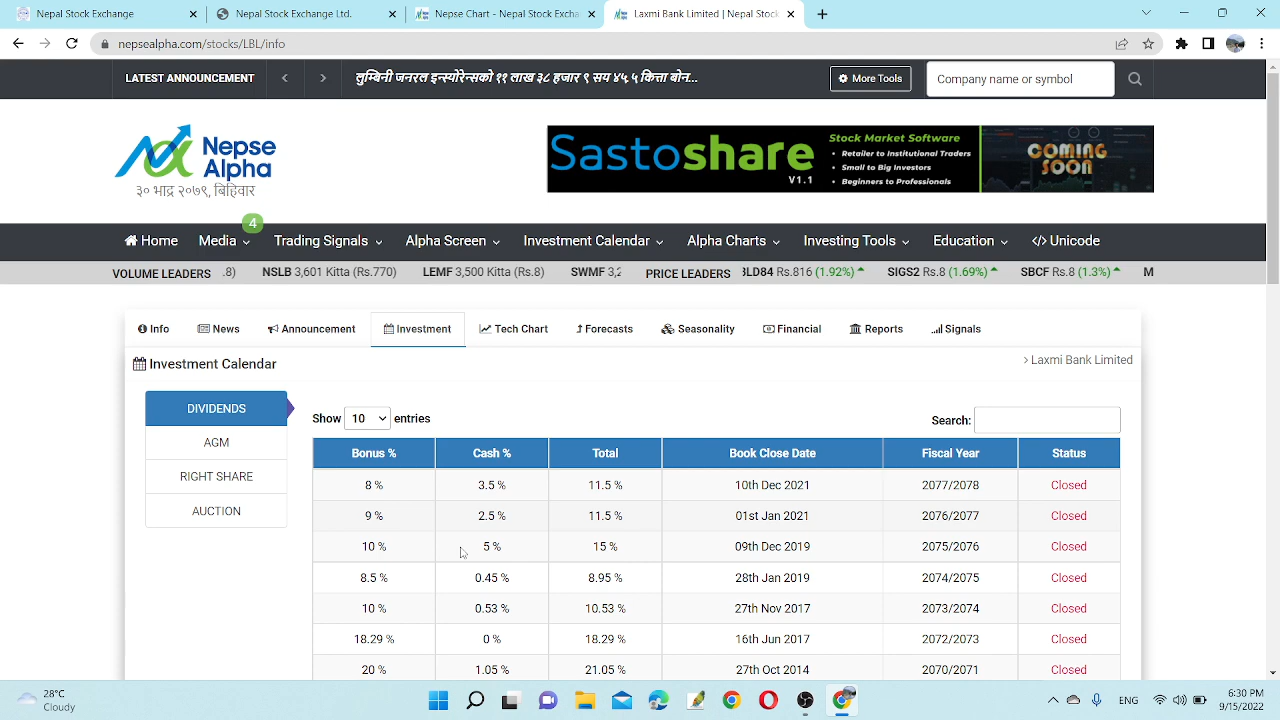 Nepal Stock Exchange
Nepal Stock Exchange Ltd.
Nepse Chart - Nepal Stock Excha
Laxmi Bank Limited | Nepal Stock
nepsealpha.com/stocks/LBL/info
LATEST ANNOUNCEMENT
लुम्बिनी जनरल इन्स्योरेन्सको ११ लाख ३८ हजार ९ सय ४५.५ कित्ता बोन...
More Tools
Company name or symbol
Nepse
Alpha
३० भाद्र २०७९, बिहिवार
Sastoshare
V1.1
Stock Market Software
• Retailer to Institutional Traders
• Small to Big Investors
• Beginners to Professionals
COMING
SOON
4
Home Media Trading Signals Alpha Screen Investment Calendar Alpha Charts Investing Tools Education </> Unicode
VOLUME LEADERS .8) NSLB 3,601 Kitta (Rs.770) LEMF 3,500 Kitta (Rs.8) SWMF 3,2 PRICE LEADERS 3LD84 Rs.816 (1.92%) SIGS2 Rs.8 (1.69%) SBCF Rs.8 (1.3%) M
Info News Announcement Investment Tech Chart Forecasts Seasonality Financial Reports Signals
Investment Calendar
> Laxmi Bank Limited
DIVIDENDS
AGM
RIGHT SHARE
AUCTION
Show 10 entries
Search:
Bonus % Cash % Total Book Close Date Fiscal Year Status
8 % 3.5 % 11.5 % 10th Dec 2021 2077/2078 Closed
9 % 2.5 % 11.5 % 01st Jan 2021 2076/2077 Closed
10 % 5 % 15 % 09th Dec 2019 2075/2076 Closed
8.5 % 0.45 % 8.95 % 28th Jan 2019 2074/2075 Closed
10 % 0.53 % 10.53 % 27th Nov 2017 2073/2074 Closed
18.29 % 0 % 18.29 % 16th Jun 2017 2072/2073 Closed
20 % 1.05 % 21.05 % 27th Oct 2014 2070/2071 Closed
28°C
Cloudy
ENG
6:30 PM
9/15/2022